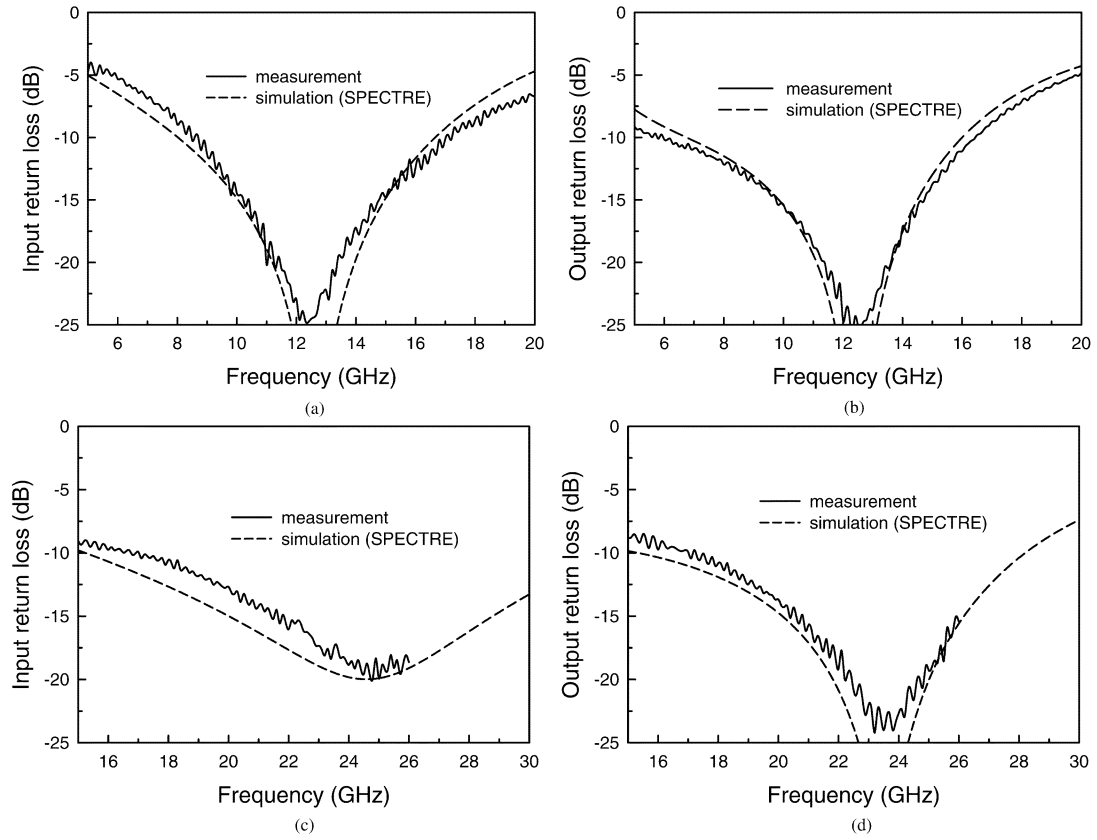 0
-5
-10
-15
-20
-25
Input return loss (dB)
measurement
simulation (SPECTRE)
6 8 10 12 14 16 18 20
Frequency (GHz)
(a)
0
-5
-10
-15
-20
-25
Output return loss (dB)
measurement
simulation (SPECTRE)
6 8 10 12 14 16 18 20
Frequency (GHz)
(b)
0
-5
-10
-15
-20
-25
Input return loss (dB)
measurement
simulation (SPECTRE)
16 18 20 22 24 26 28 30
Frequency (GHz)
(c)
0
-5
-10
-15
-20
-25
Output return loss (dB)
measurement
simulation (SPECTRE)
16 18 20 22 24 26 28 30
Frequency (GHz)
(d)